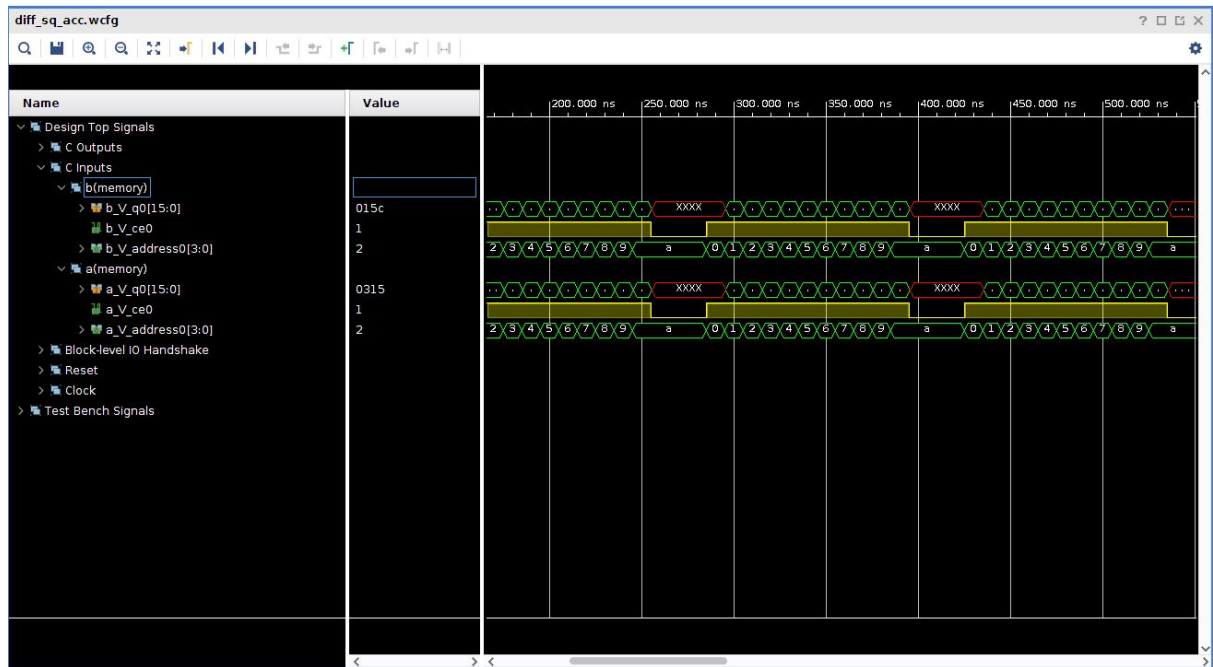 diff_sq_acc.wcfg
Name Value
200.000 ns 250.000 ns 300.000 ns 350.000 ns 400.000 ns 450.000 ns 500.000 ns
Design Top Signals
C Outputs
C Inputs
b(memory)
b_V_q0[15:0] 015c XXXX XXXX ...
b_V_ce0 1
b_V_address0[3:0] 2 2 3 4 5 6 7 8 9 a 0 1 2 3 4 5 6 7 8 9 a 0 1 2 3 4 5 6 7 8 9 a
a(memory)
a_V_q0[15:0] 0315 XXXX XXXX ...
a_V_ce0 1
a_V_address0[3:0] 2 2 3 4 5 6 7 8 9 a 0 1 2 3 4 5 6 7 8 9 a 0 1 2 3 4 5 6 7 8 9 a
Block-level IO Handshake
Reset
Clock
Test Bench Signals